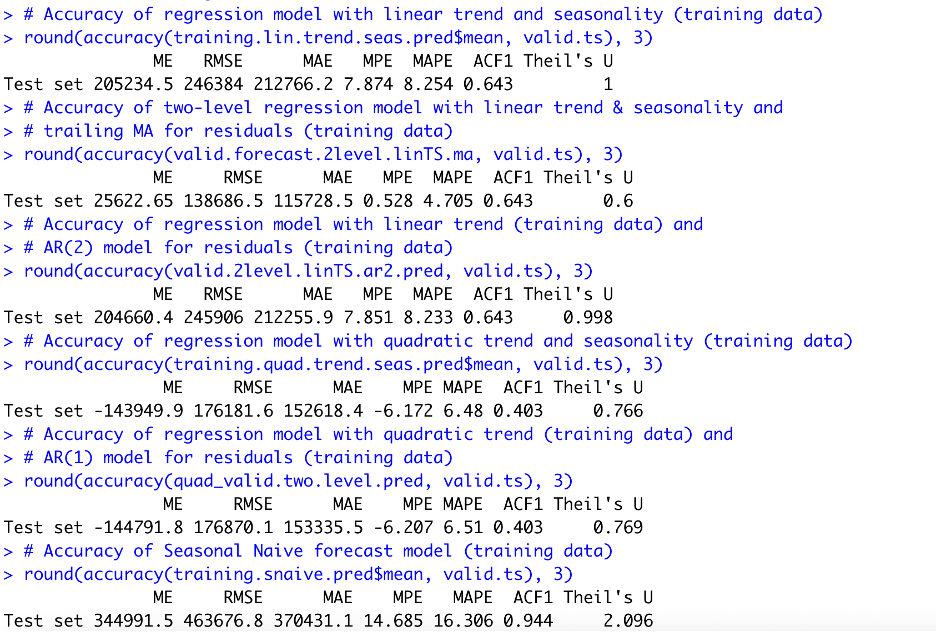 > # Accuracy of regression model with linear trend and seasonality (training data)
> round(accuracy(training.lin.trend.seas.pred$mean, valid.ts), 3)
ME RMSE MAE MPE MAPE ACF1 Theil's U
Test set 205234.5 246384 212766.2 7.874 8.254 0.643 1
> # Accuracy of two-level regression model with linear trend & seasonality and
> # trailing MA for residuals (training data)
> round(accuracy(valid.forecast.2level.linTS.ma, valid.ts), 3)
ME RMSE MAE MPE MAPE ACF1 Theil's U
Test set 25622.65 138686.5 115728.5 0.528 4.705 0.643 0.6
> # Accuracy of regression model with linear trend (training data) and
> # AR(2) model for residuals (training data)
> round(accuracy(valid.2level.linTS.ar2.pred, valid.ts), 3)
ME RMSE MAE MPE MAPE ACF1 Theil's U
Test set 204660.4 245906 212255.9 7.851 8.233 0.643 0.998
> # Accuracy of regression model with quadratic trend and seasonality (training data)
> round(accuracy(training.quad.trend.seas.pred$mean, valid.ts), 3)
ME RMSE MAE MPE MAPE ACF1 Theil's U
Test set -143949.9 176181.6 152618.4 -6.172 6.48 0.403 0.766
> # Accuracy of regression model with quadratic trend (training data) and
> # AR(1) model for residuals (training data)
> round(accuracy(quad_valid.two.level.pred, valid.ts), 3)
ME RMSE MAE MPE MAPE ACF1 Theil's U
Test set -144791.8 176870.1 153335.5 -6.207 6.51 0.403 0.769
> # Accuracy of Seasonal Naive forecast model (training data)
> round(accuracy(training.snaive.pred$mean, valid.ts), 3)
ME RMSE MAE MPE MAPE ACF1 Theil's U
Test set 344991.5 463676.8 370431.1 14.685 16.306 0.944 2.096